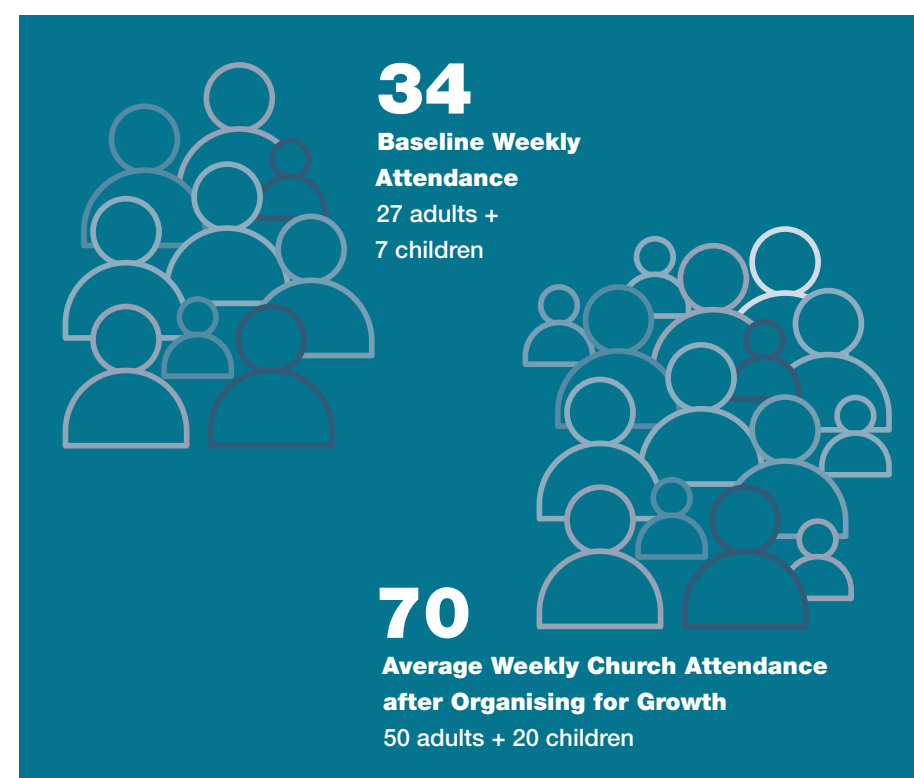 34
Baseline Weekly
Attendance
27 adults +
7 children
70
Average Weekly Church Attendance
after Organising for Growth
50 adults + 20 children